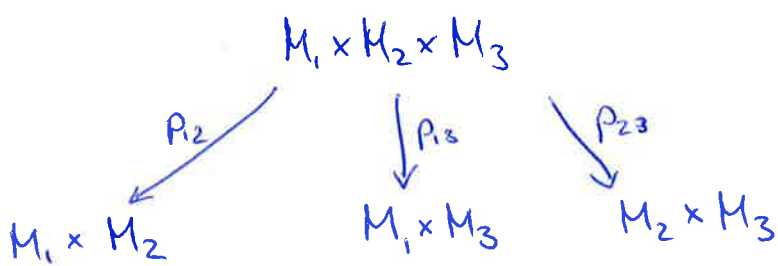 M₁ × M₂ × M₃
p₁₂ p₁₃ p₂₃
M₁ × M₂ M₁ × M₃ M₂ × M₃